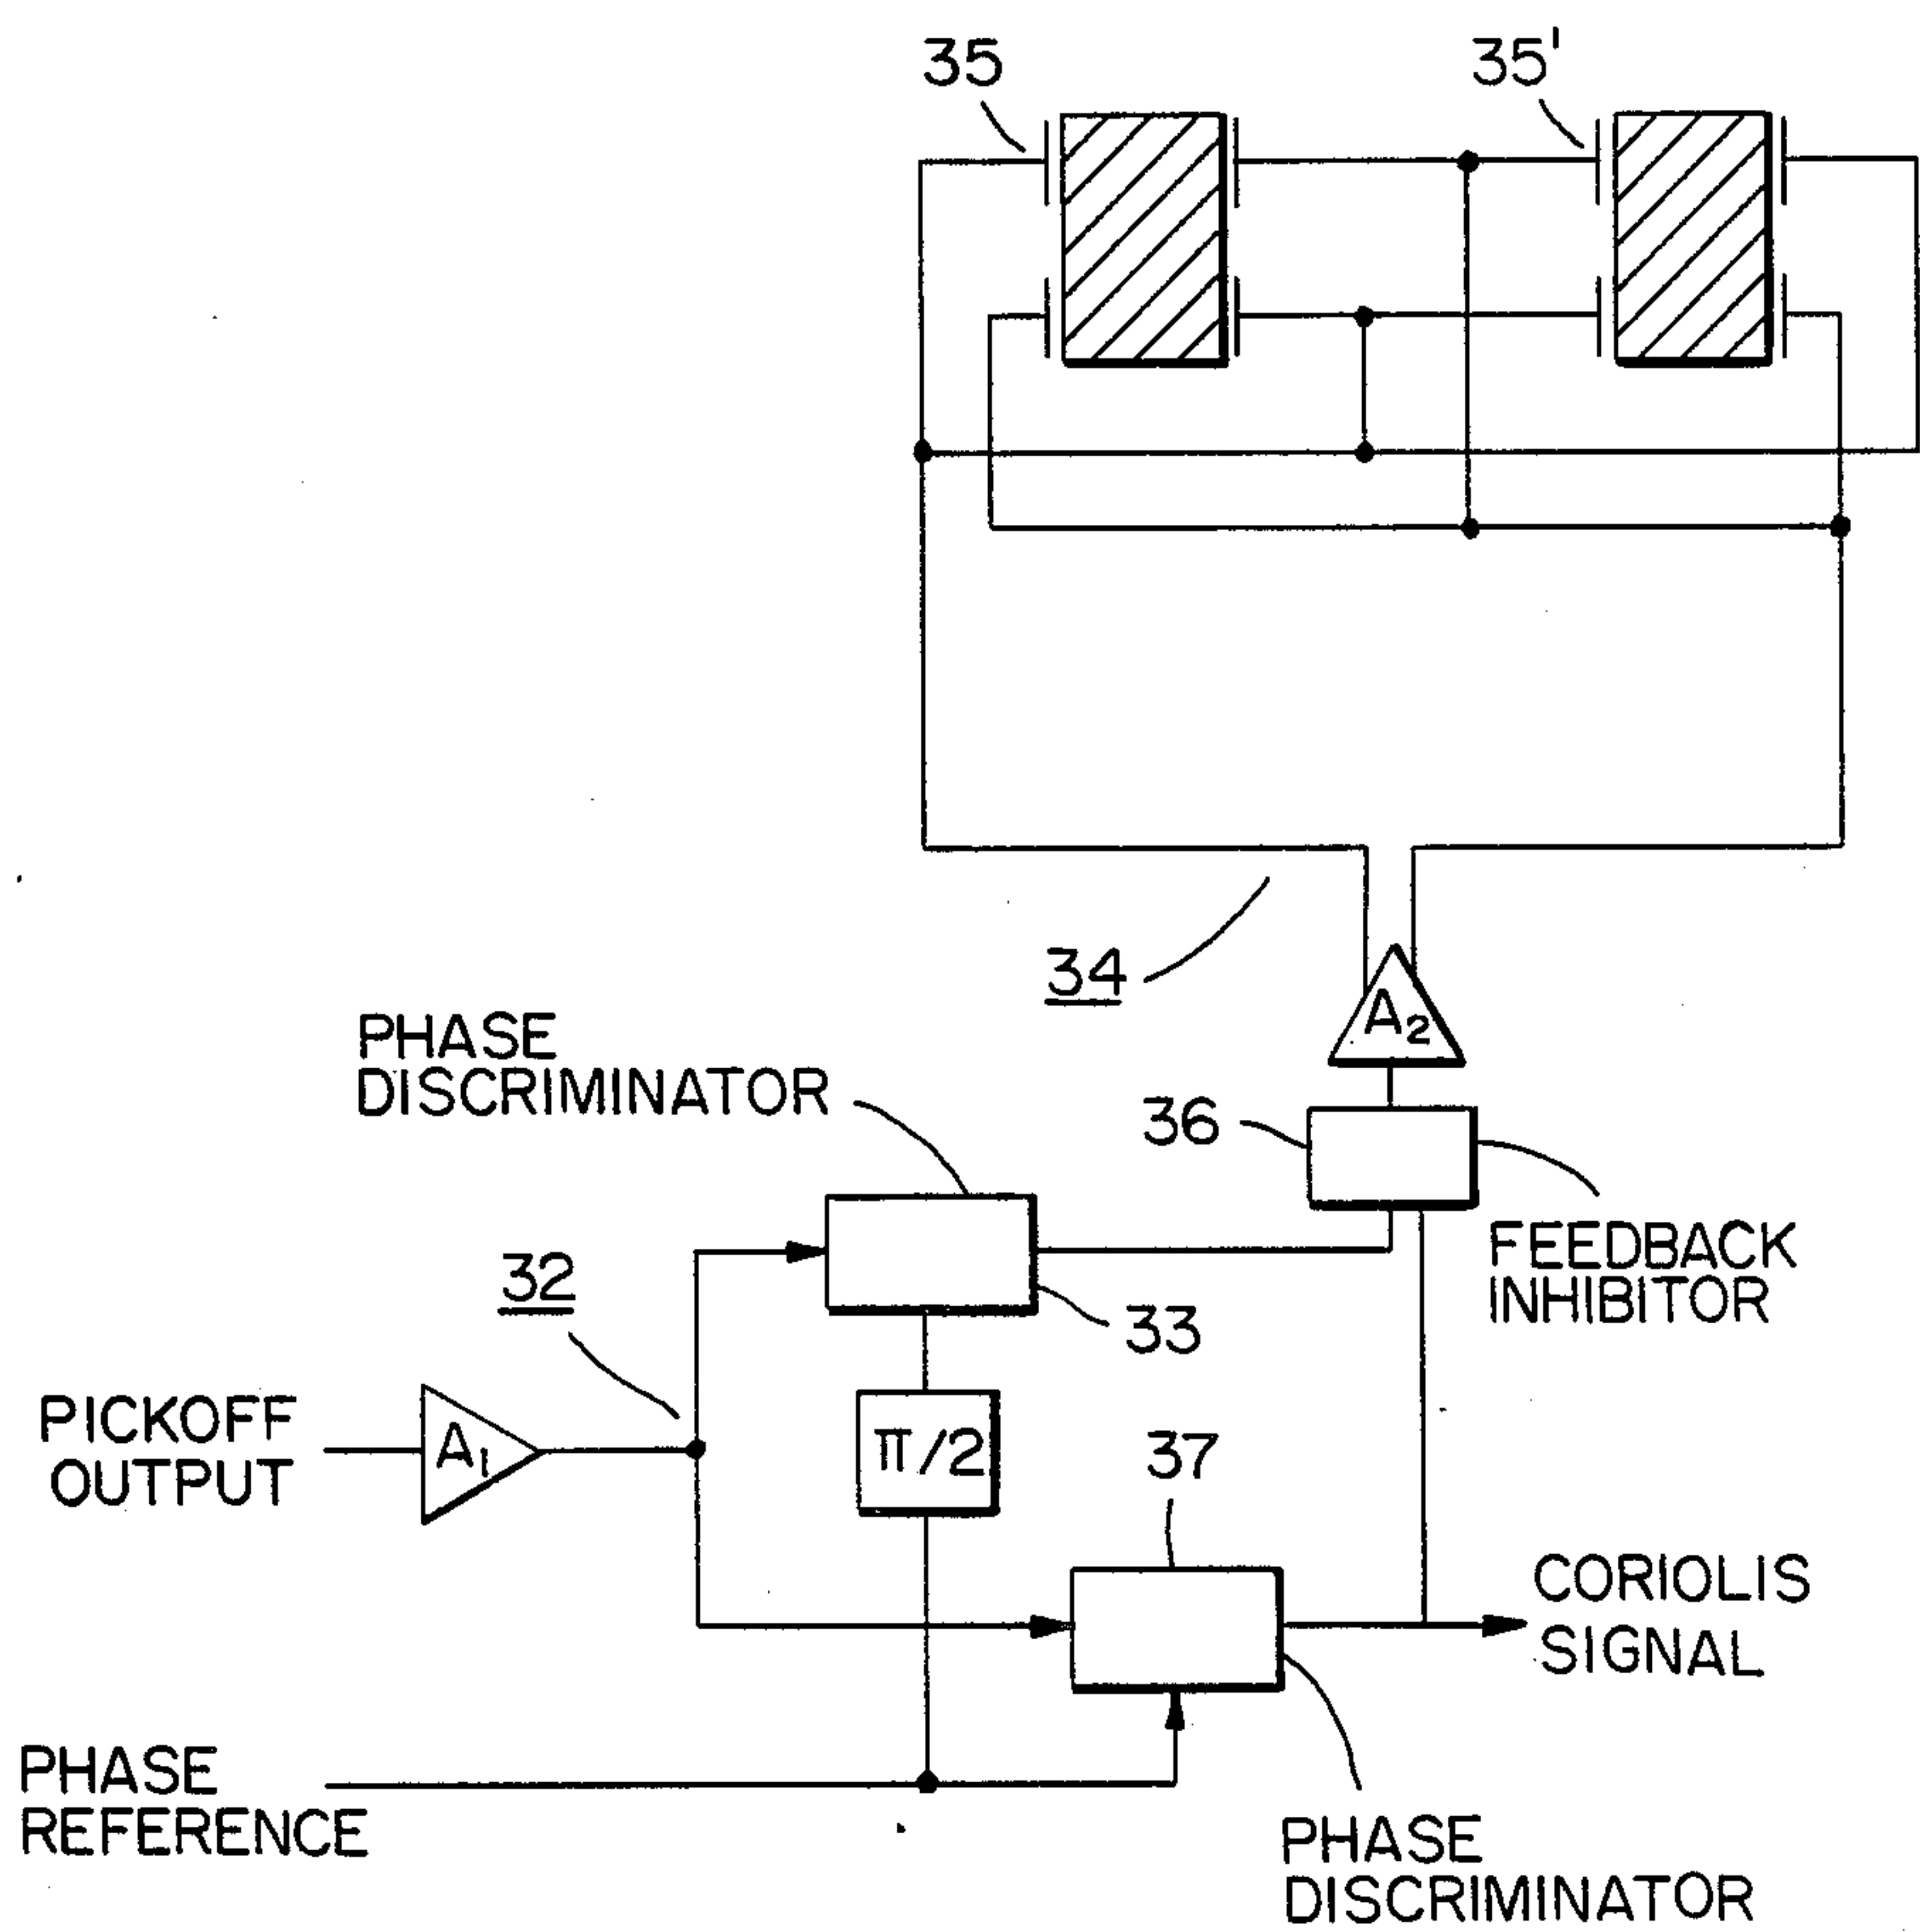 35
35'
34
A2
PHASE
DISCRIMINATOR
36
FEEDBACK
INHIBITOR
32
33
PICKOFF
OUTPUT
A1
π/2
37
CORIOLIS
SIGNAL
PHASE
REFERENCE
PHASE
DISCRIMINATOR